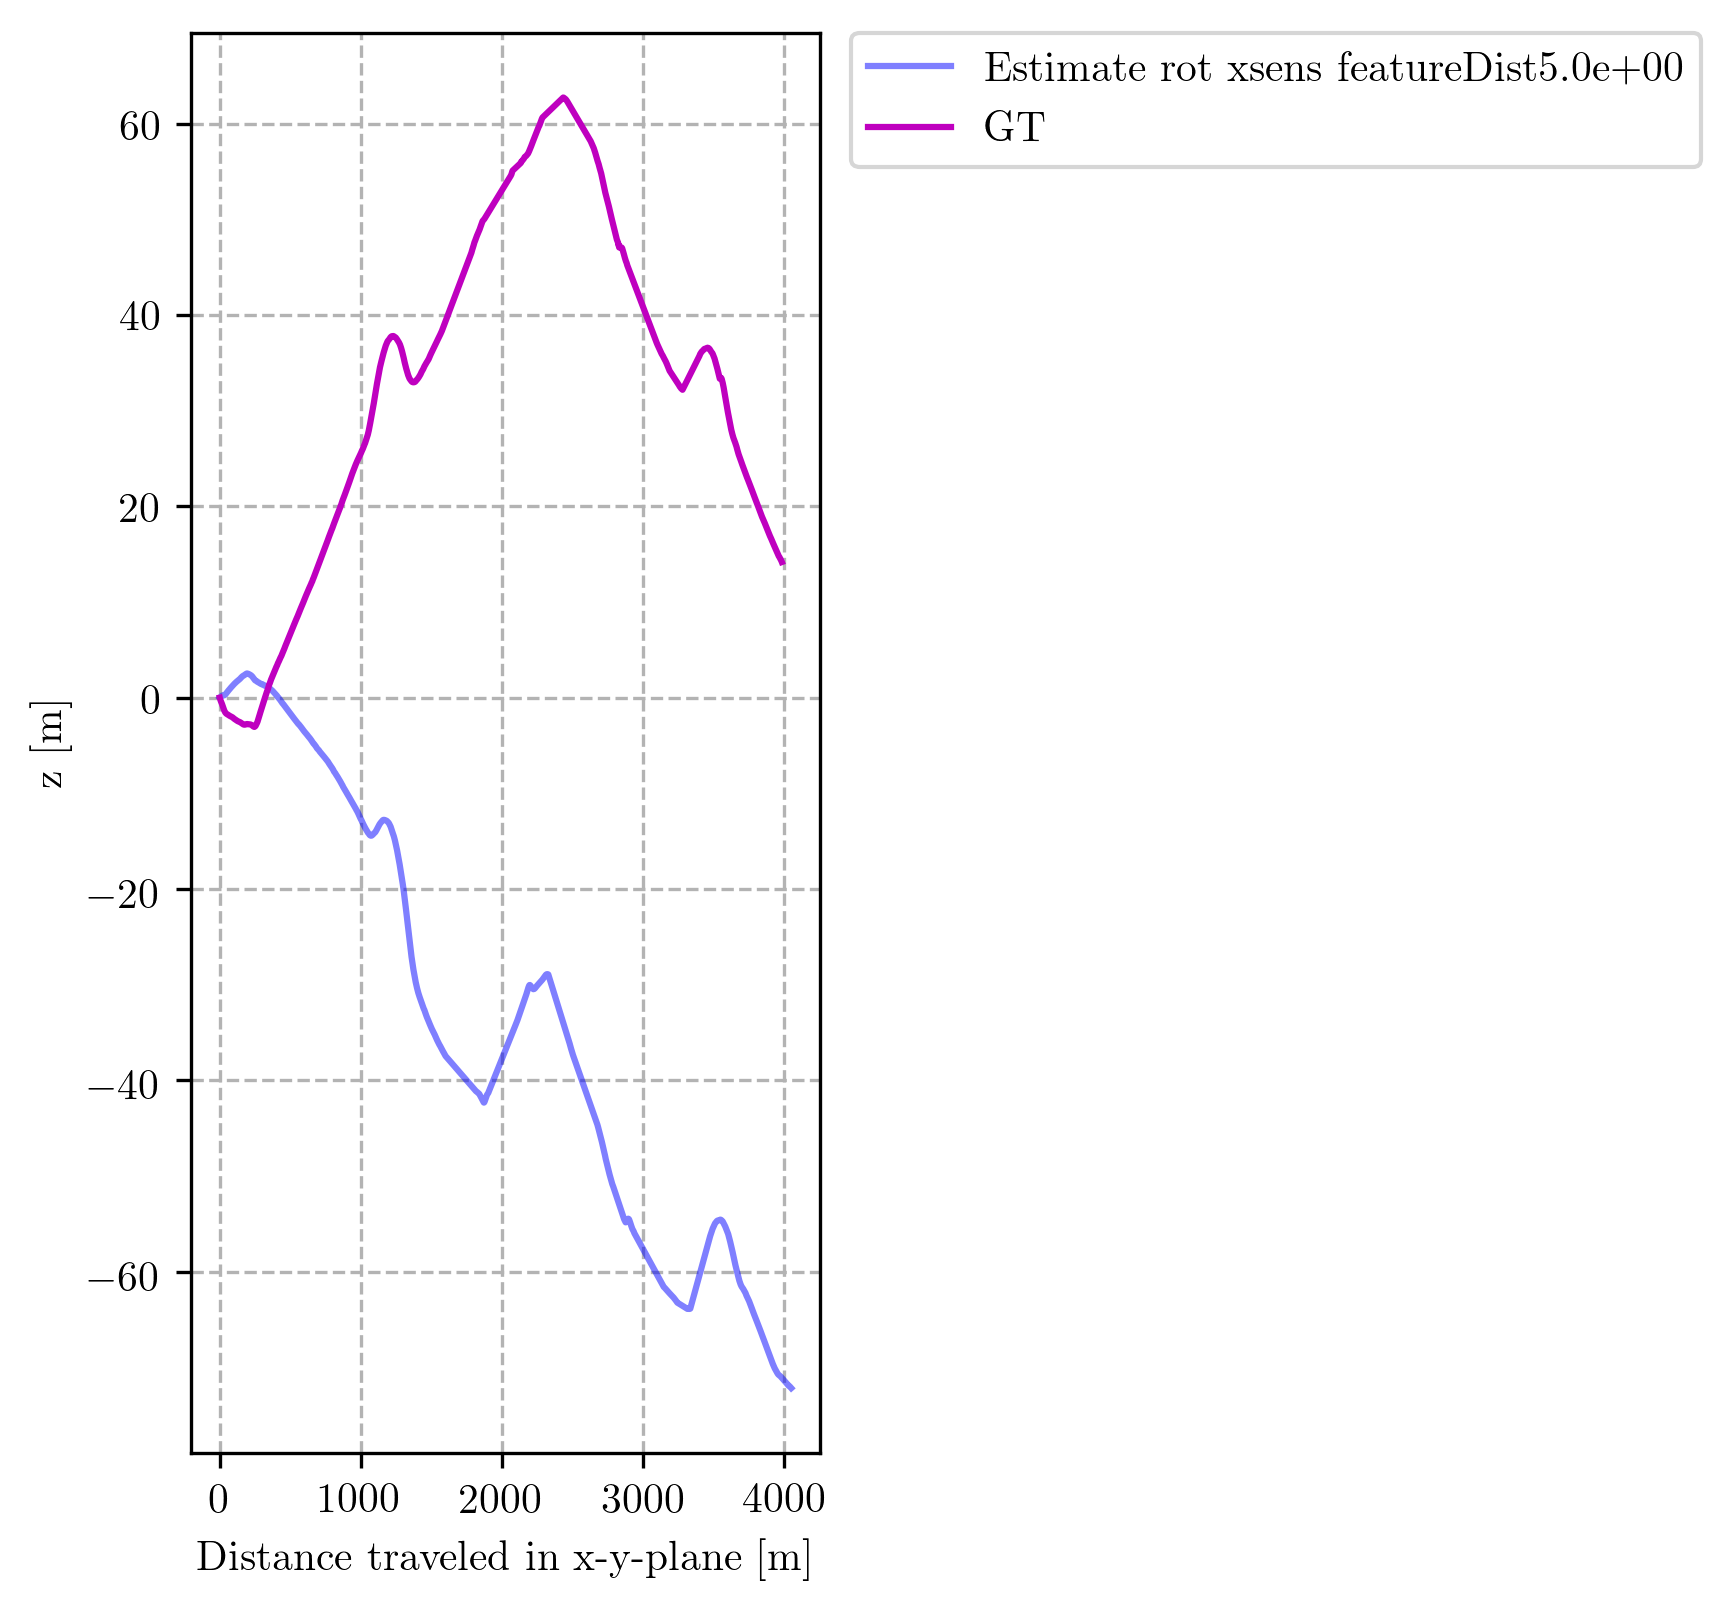 Estimate rot xsens featureDist5.0e+00
GT
60
40
20
0
−20
−40
−60
z [m]
0 1000 2000 3000 4000
Distance traveled in x-y-plane [m]